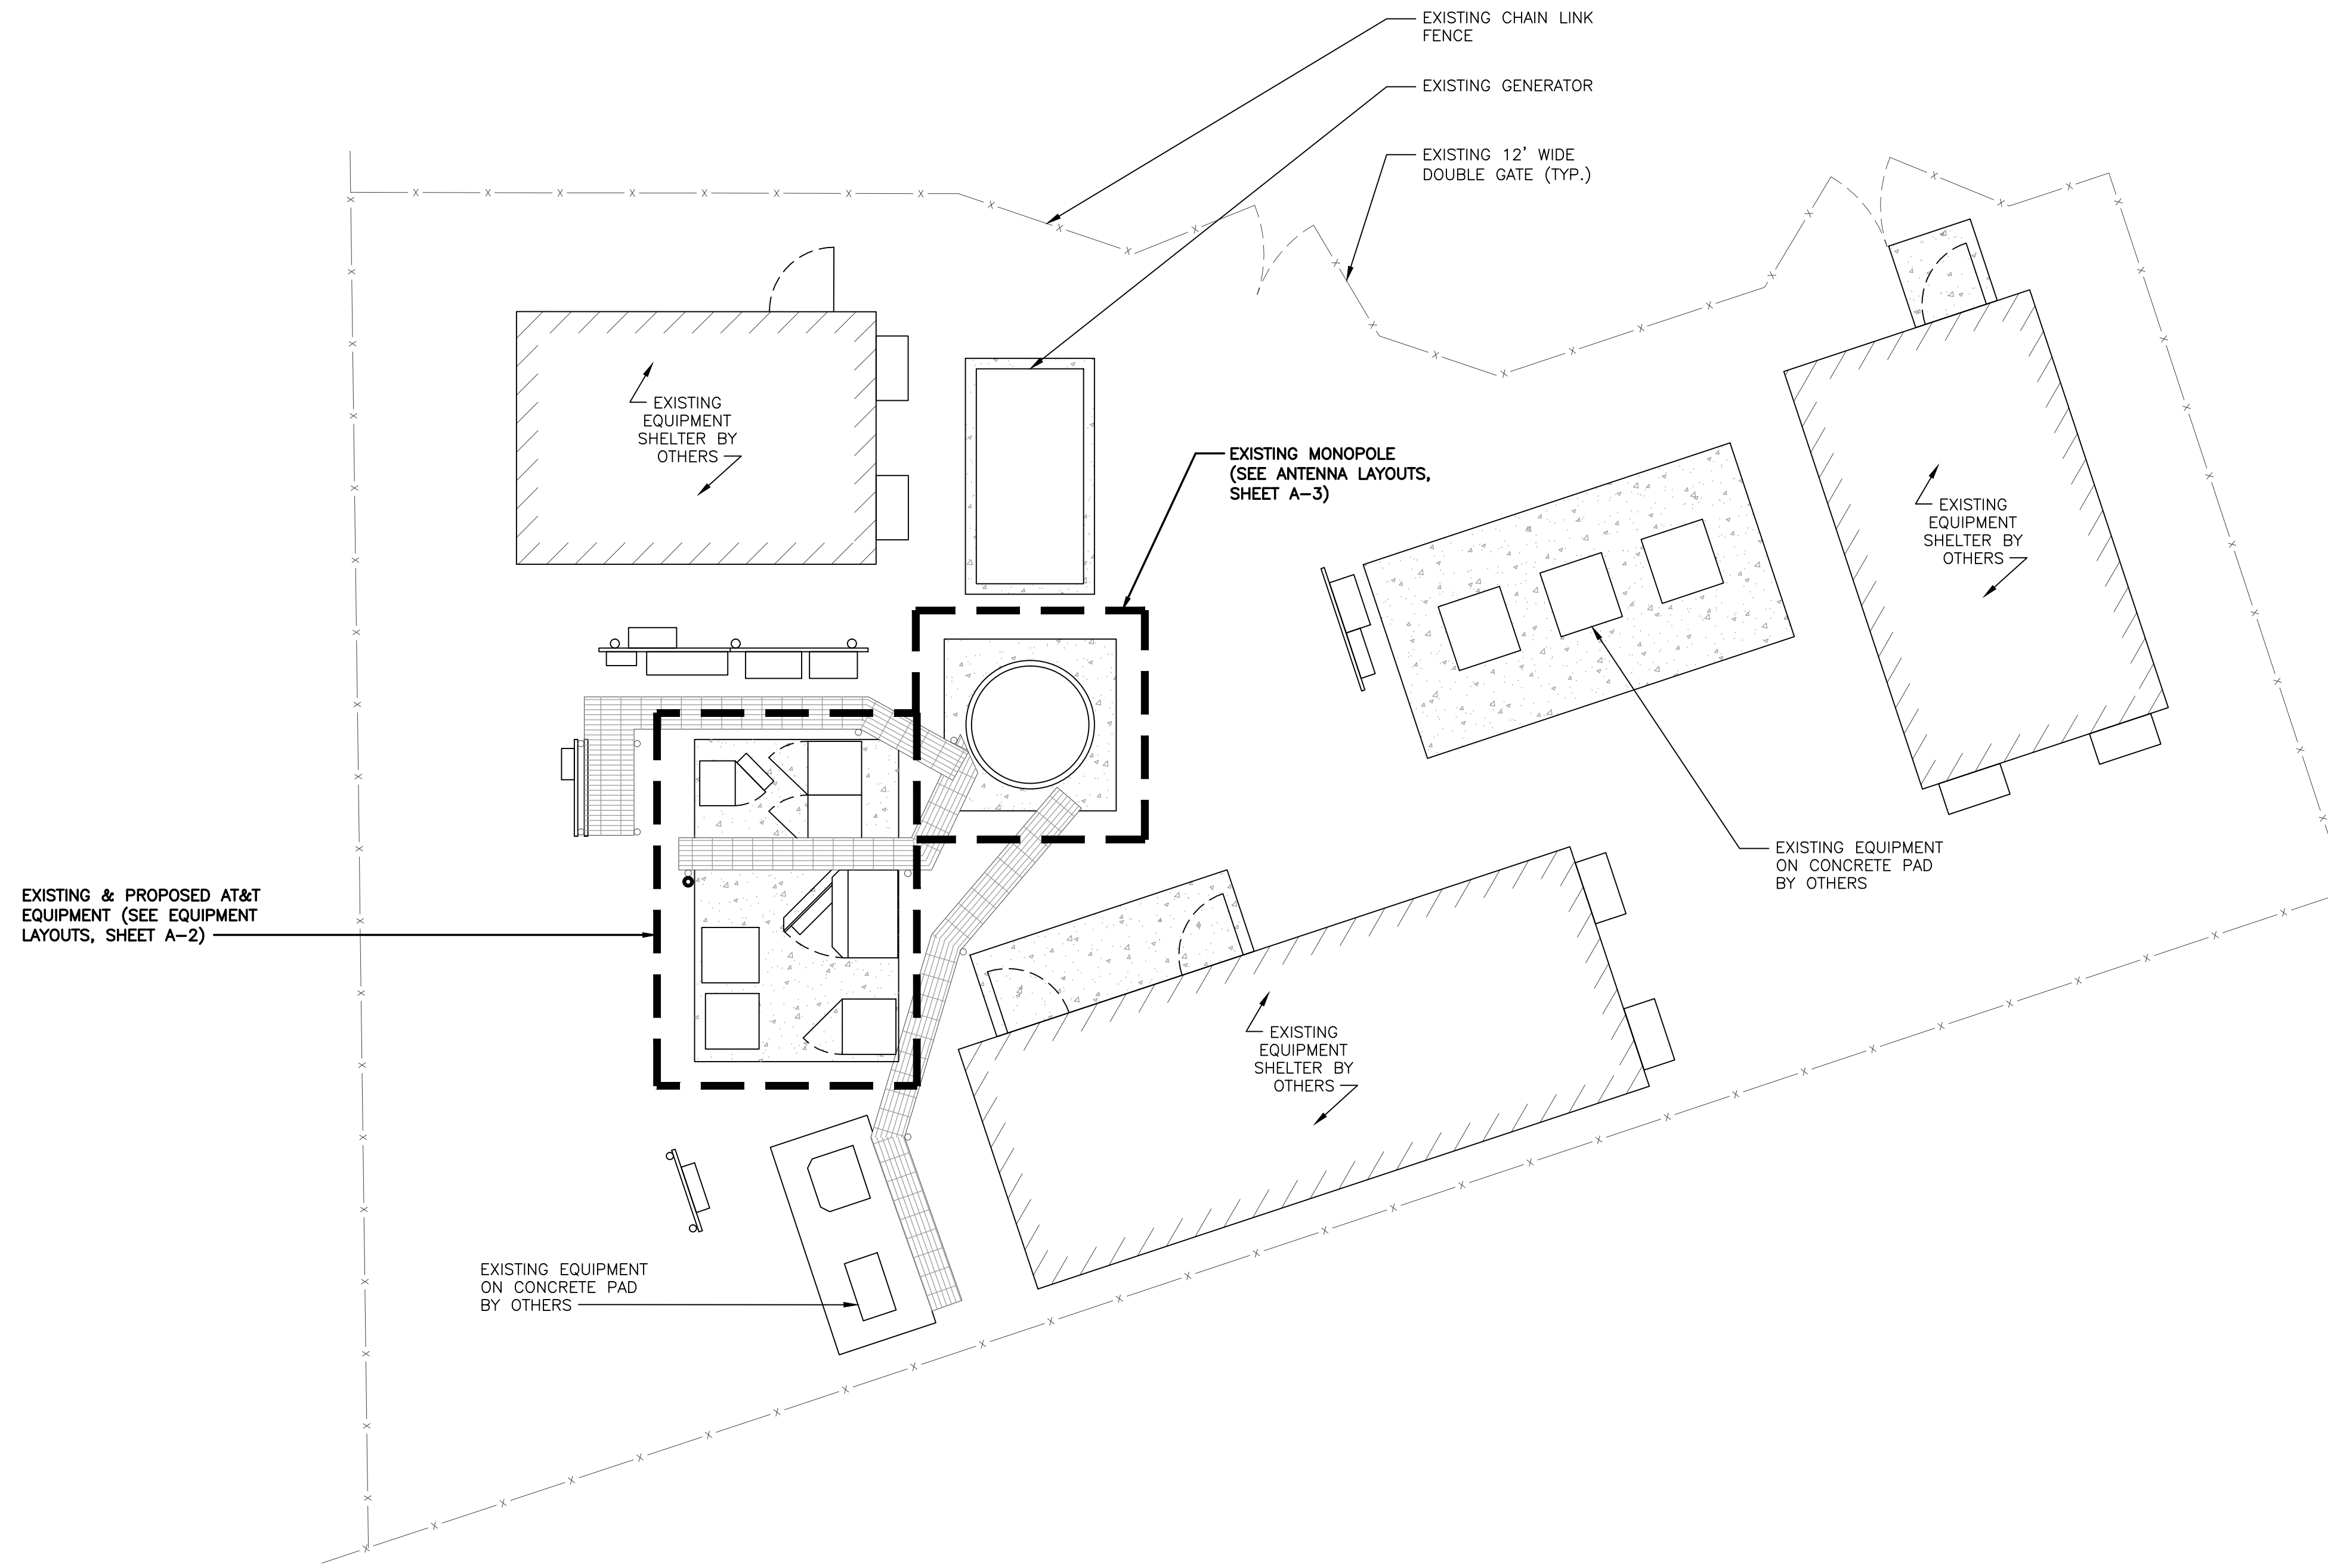 EXISTING CHAIN LINK
FENCE
EXISTING GENERATOR
EXISTING 12' WIDE
DOUBLE GATE (TYP.)
EXISTING
EQUIPMENT
SHELTER BY
OTHERS
EXISTING MONOPOLE
(SEE ANTENNA LAYOUTS,
SHEET A-3)
EXISTING
EQUIPMENT
SHELTER BY
OTHERS
EXISTING EQUIPMENT
ON CONCRETE PAD
BY OTHERS
EXISTING & PROPOSED AT&T
EQUIPMENT (SEE EQUIPMENT
LAYOUTS, SHEET A-2)
EXISTING
EQUIPMENT
SHELTER BY
OTHERS
EXISTING EQUIPMENT
ON CONCRETE PAD
BY OTHERS